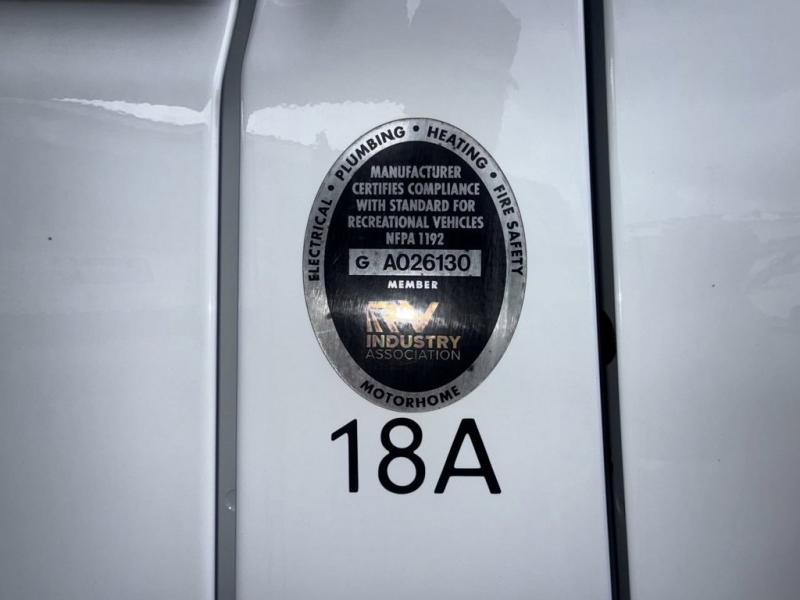 ELECTRICAL • PLUMBING • HEATING • FIRE SAFETY
MANUFACTURER
CERTIFIES COMPLIANCE
WITH STANDARD FOR
RECREATIONAL VEHICLES
NFPA 1192
G A026130
MEMBER
RV
INDUSTRY
ASSOCIATION
MOTORHOME
18A